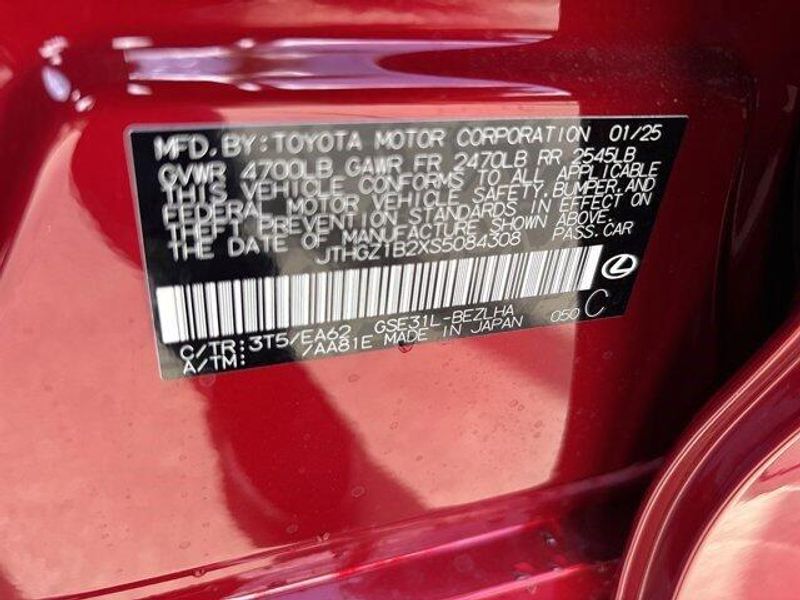 MFD. BY: TOYOTA MOTOR CORPORATION 01/25
GVWR 4700LB GAWR FR 2470LB RR 2545LB
THIS VEHICLE CONFORMS TO ALL APPLICABLE
FEDERAL MOTOR VEHICLE SAFETY, BUMPER, AND
THEFT PREVENTION STANDARDS IN EFFECT ON
THE DATE OF MANUFACTURE SHOWN ABOVE.
JTHGZ1B2XS5084308 PASS. CAR
C/TR: 3T5/EA62 GSE31L-BEZLHA 050 C
A/TM: /AA81E MADE IN JAPAN